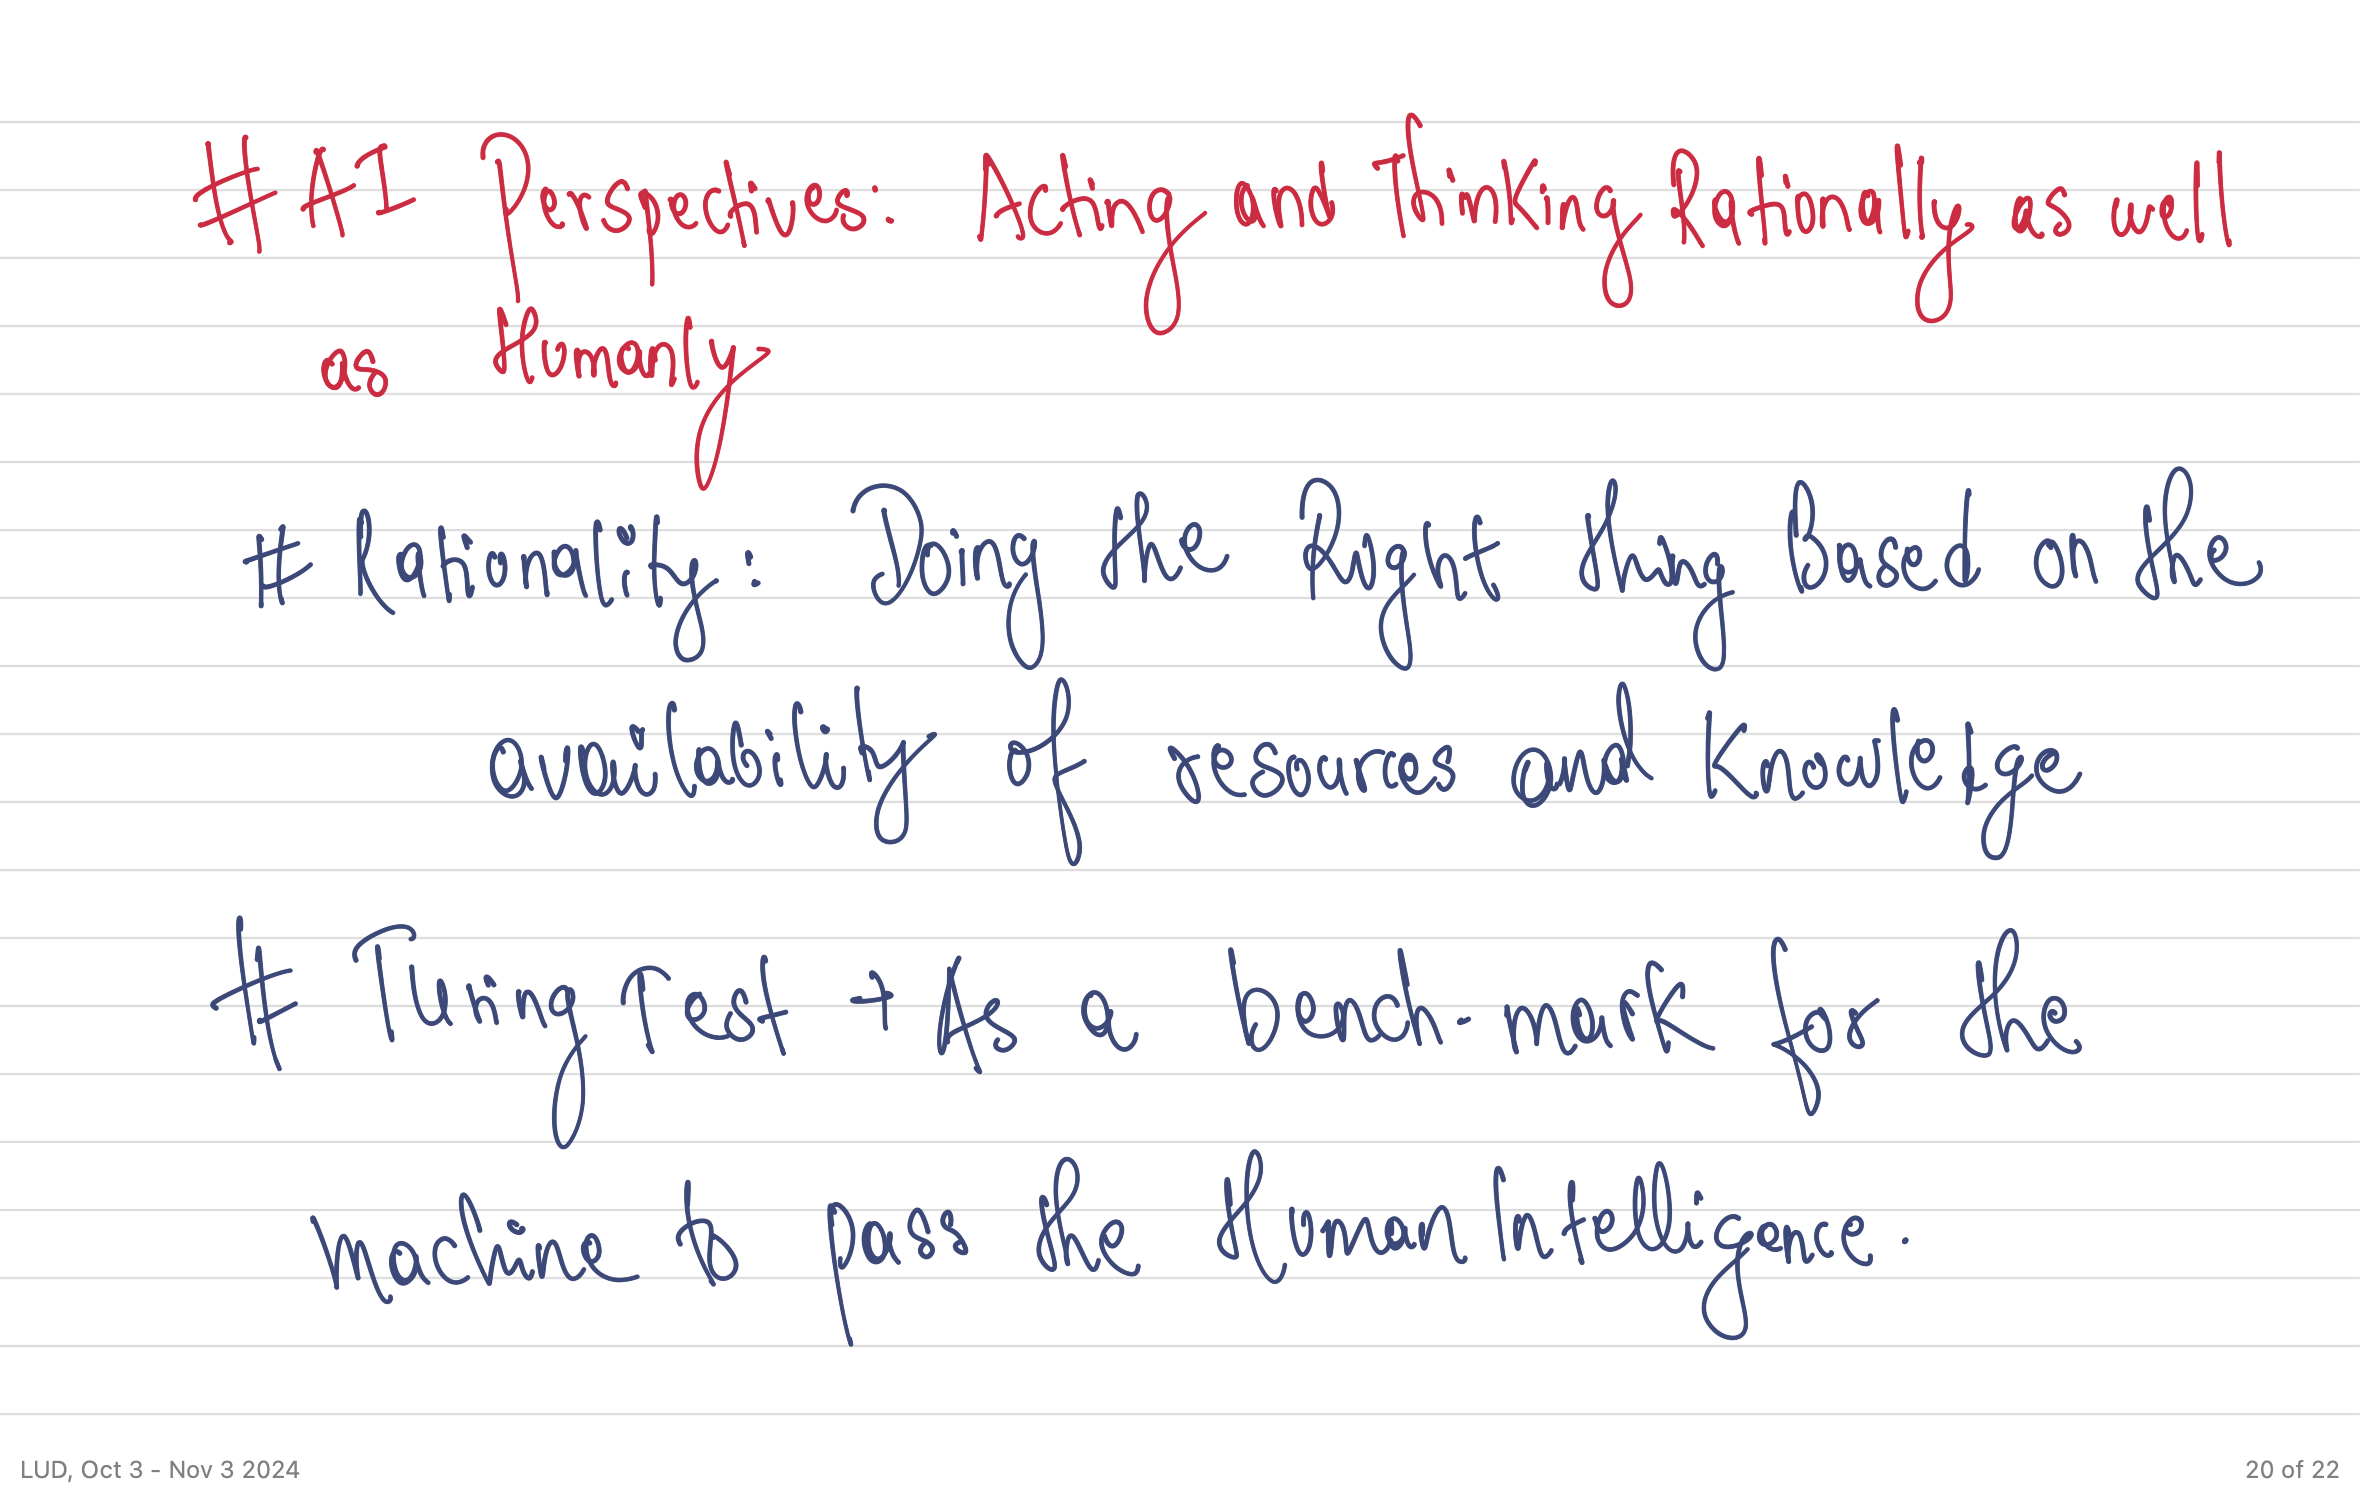 # AI Perspectives: Acting and Thinking Rationally as well
as Humanly
# Rationality: Doing the Right thing based on the
availability of resources and Knowledge
# Turing Test + As a bench-mark for the
machine to pass the Human Intelligence.
LUD, Oct 3 - Nov 3 2024
20 of 22